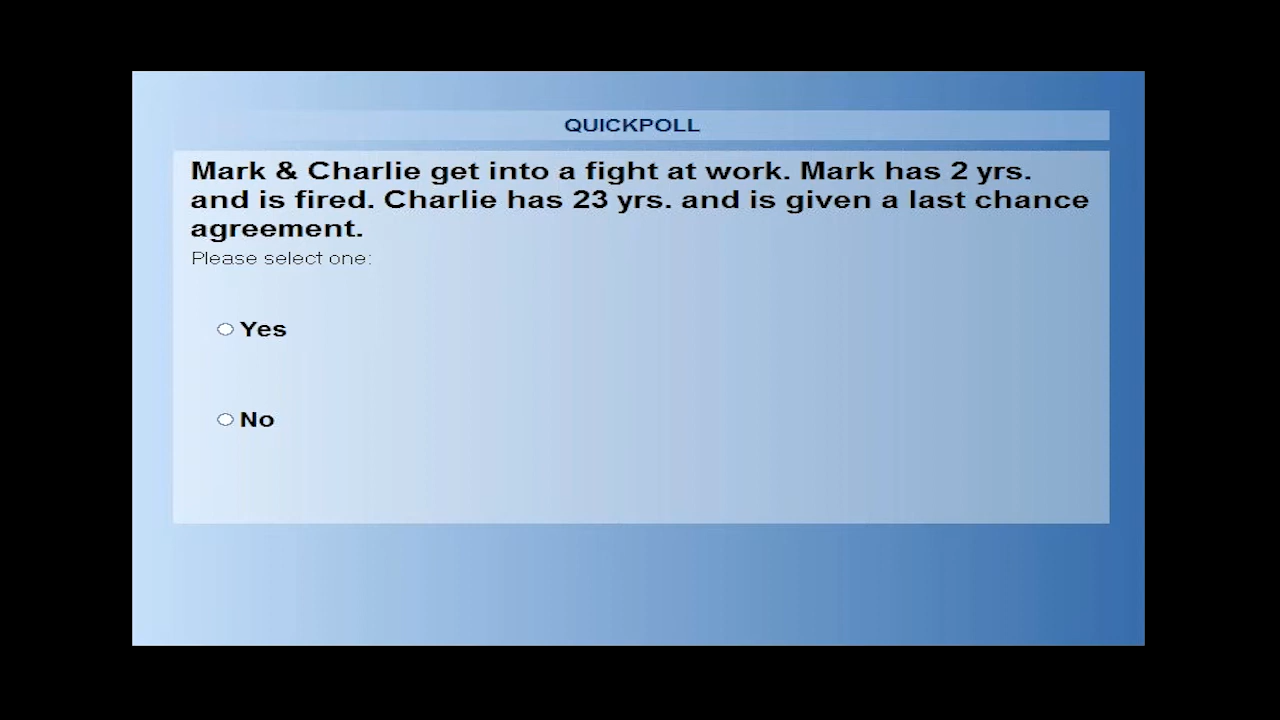 QUICKPOLL
Mark & Charlie get into a fight at work. Mark has 2 yrs.
and is fired. Charlie has 23 yrs. and is given a last chance
agreement.
Please select one:
Yes
No